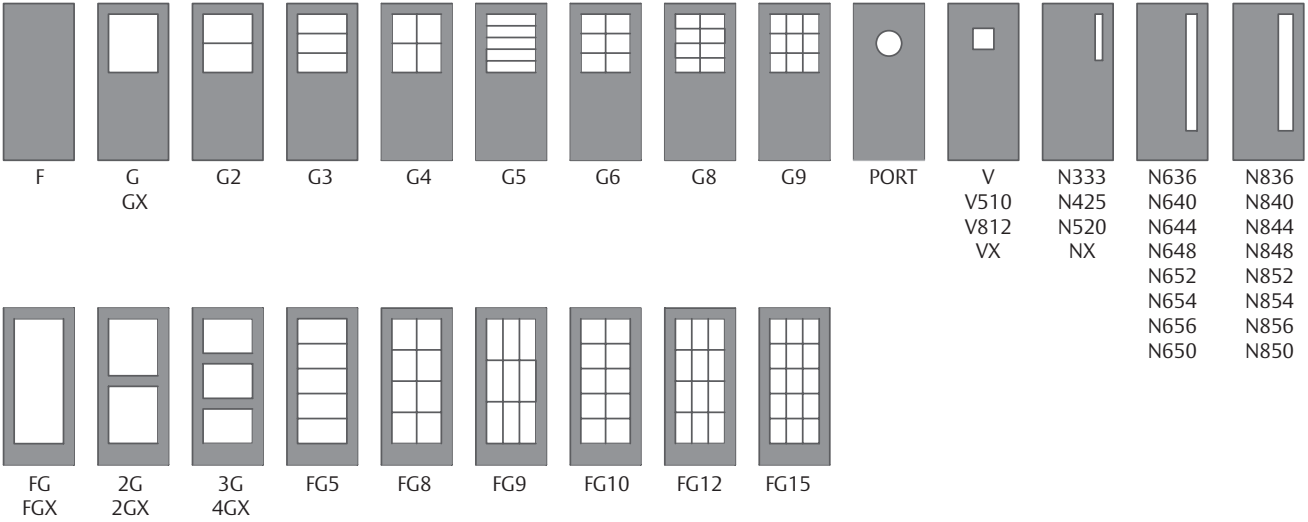 F G G2 G3 G4 G5 G6 G8 G9 PORT V N333 N636 N836
GX V510 N425 N640 N840
V812 N520 N644 N844
VX NX N648 N848
N652 N852
N654 N854
N656 N856
N650 N850
FG 2G 3G FG5 FG8 FG9 FG10 FG12 FG15
FGX 2GX 4GX